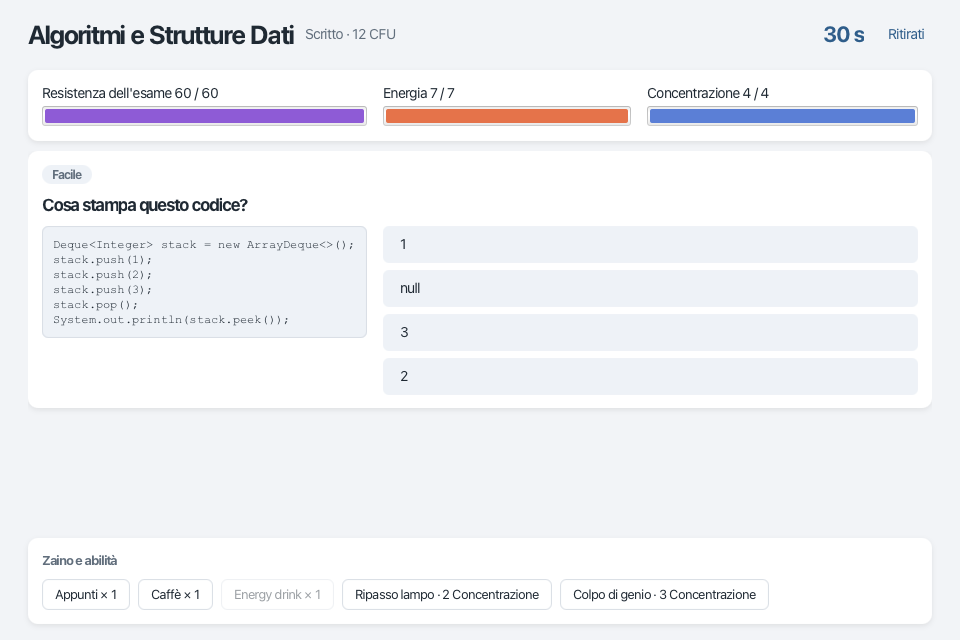 Algoritmi e Strutture Dati
Scritto · 12 CFU
30 s
Ritirati
Resistenza dell'esame 60 / 60
Energia 7 / 7
Concentrazione 4 / 4
Facile
Cosa stampa questo codice?
Deque<Integer> stack = new ArrayDeque<>();
stack.push(1);
stack.push(2);
stack.push(3);
stack.pop();
System.out.println(stack.peek());
1
null
3
2
Zaino e abilità
Appunti × 1
Caffè × 1
Energy drink × 1
Ripasso lampo · 2 Concentrazione
Colpo di genio · 3 Concentrazione